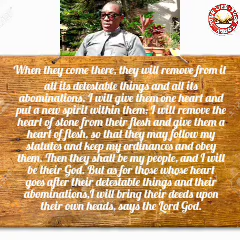 When they come there, they will remove from it
all its detestable things and all its
abominations. I will give them one heart and
put a new spirit within them; I will remove the
heart of stone from their flesh and give them a
heart of flesh, so that they may follow my
statutes and keep my ordinances and obey
them. Then they shall be my people, and I will
be their God. But as for those whose heart
goes after their detestable things and their
abominations,I will bring their deeds upon
their own heads, says the Lord God.